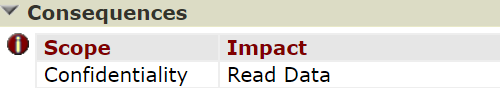 Consequences
Scope Impact
Confidentiality Read Data